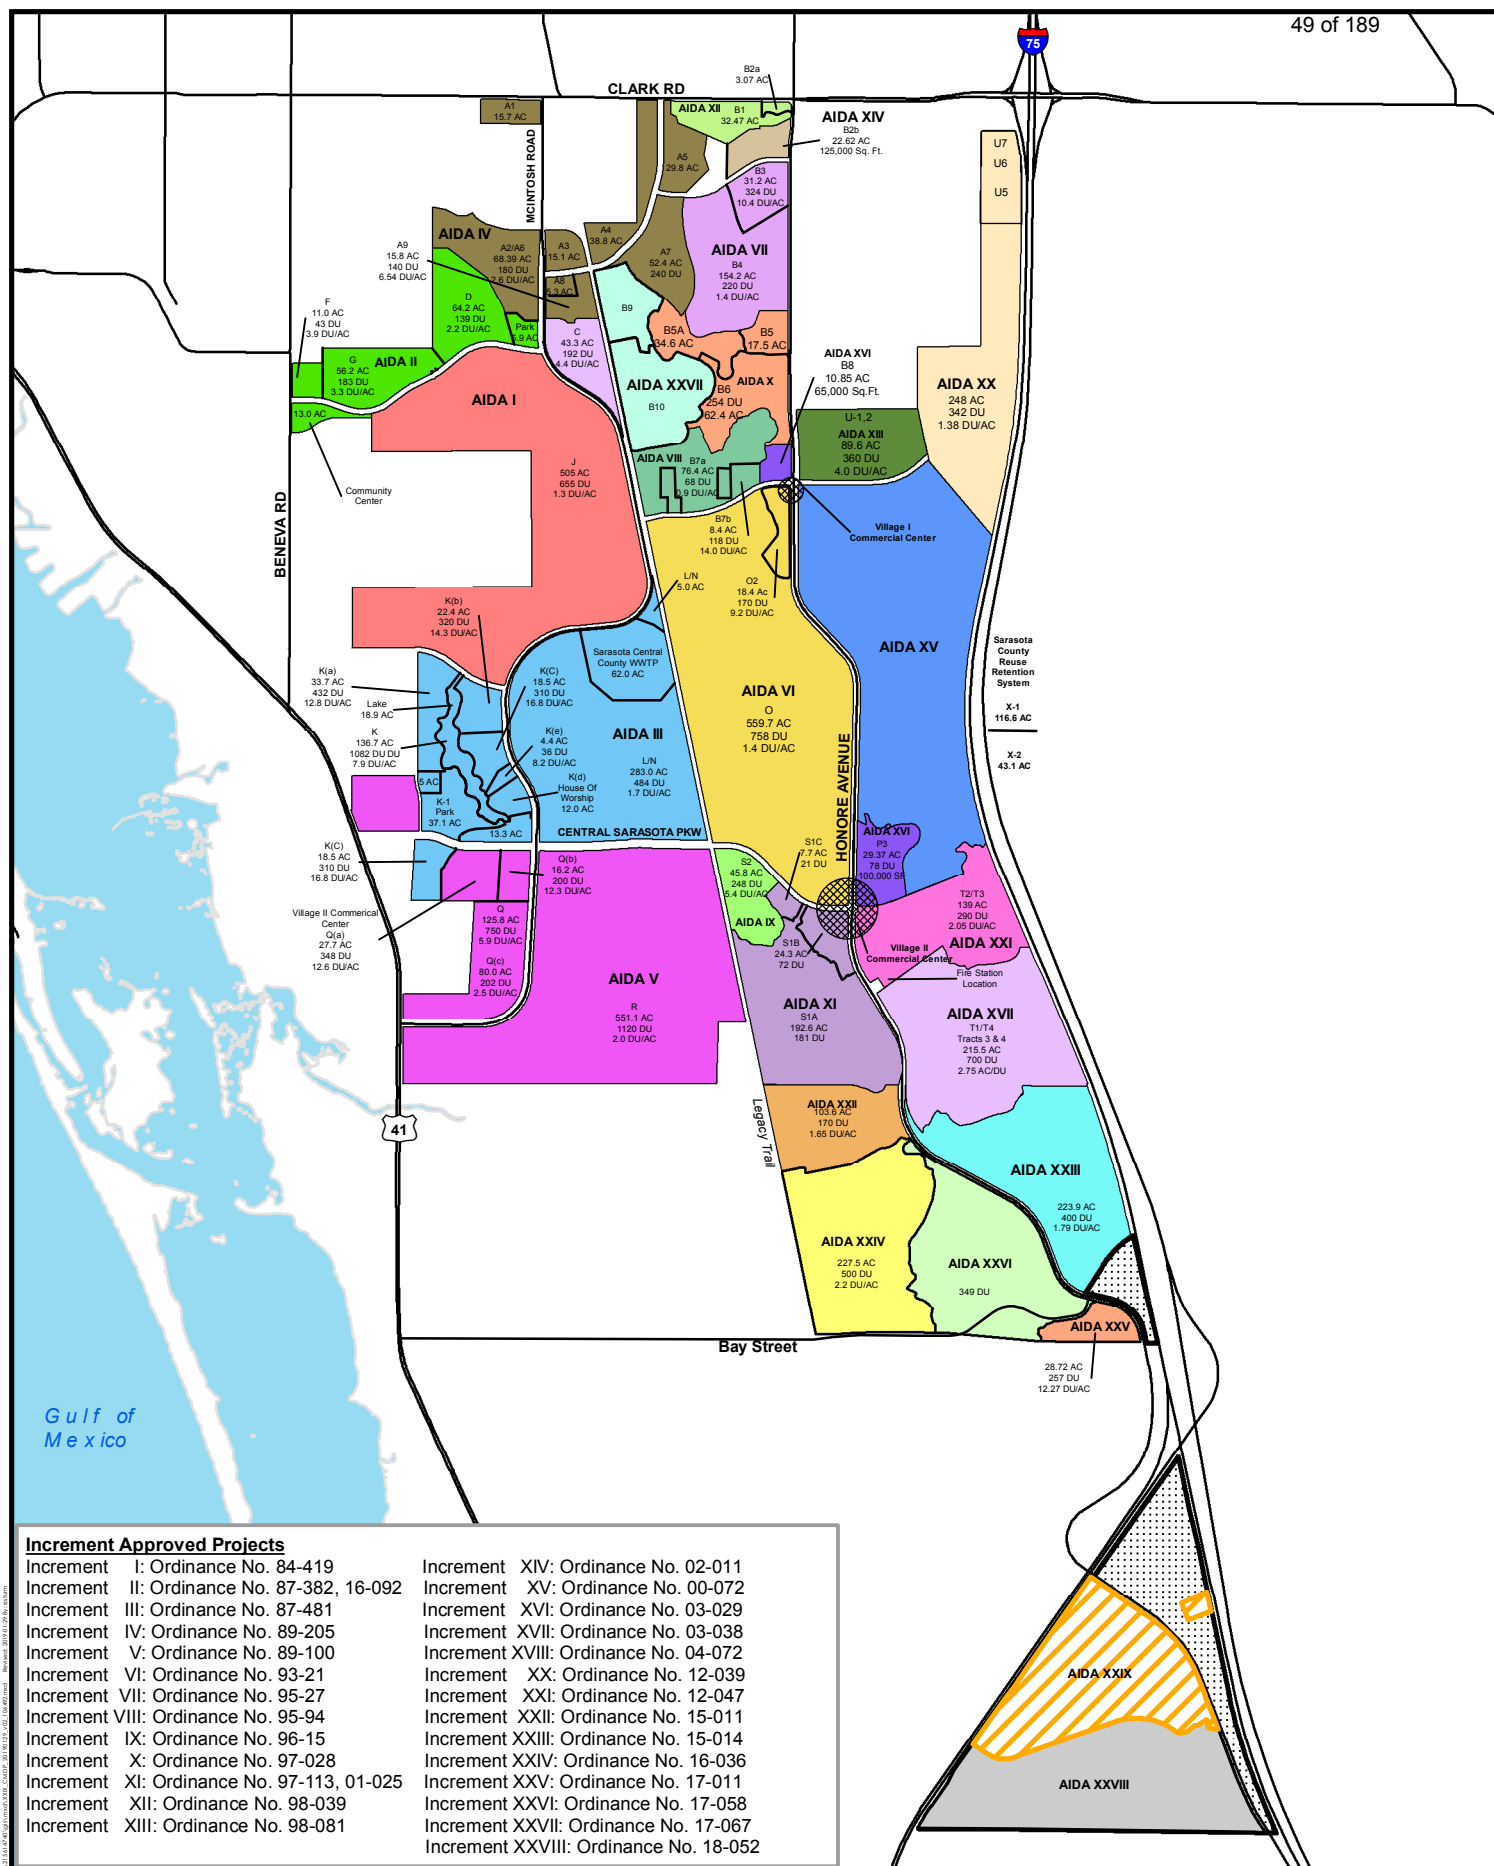 49 of 189
75
CLARK RD
B2a
3.07 AC
A1
15.7 AC
AIDA XII
B1
32.47 AC
AIDA XIV
B2b
22.62 AC
125,000 Sq. Ft.
U7
U6
U5
MCINTOSH ROAD
A5
29.8 AC
B3
31.2 AC
324 DU
10.4 DU/AC
AIDA IV
A9
15.8 AC
140 DU
6.54 DU/AC
A2/A6
68.39 AC
180 DU
2.6 DU/AC
A3
15.1 AC
A4
38.8 AC
A7
52.4 AC
240 DU
A8
5.3 AC
AIDA VII
B4
154.2 AC
220 DU
1.4 DU/AC
F
11.0 AC
43 DU
3.9 DU/AC
D
64.2 AC
139 DU
2.2 DU/AC
Park
5.9 AC
C
43.3 AC
192 DU
4.4 DU/AC
B9
B5A
34.6 AC
B5
17.5 AC
G
56.2 AC
183 DU
3.3 DU/AC
AIDA II
AIDA XVI
B8
10.85 AC
65,000 Sq.Ft.
AIDA XX
248 AC
342 DU
1.38 DU/AC
AIDA XXVII
B10
AIDA X
B6
254 DU
62.4 AC
AIDA I
13.0 AC
U-1,2
AIDA XIII
89.6 AC
360 DU
4.0 DU/AC
AIDA VIII
B7a
76.4 AC
68 DU
0.9 DU/AC
J
505 AC
655 DU
1.3 DU/AC
Community
Center
BENEVA RD
B7b
8.4 AC
118 DU
14.0 DU/AC
Village I
Commercial Center
L/N
5.0 AC
O2
18.4 Ac
170 DU
9.2 DU/AC
K(b)
22.4 AC
320 DU
14.3 DU/AC
Sarasota Central
County WWTP
62.0 AC
AIDA XV
Sarasota
County
Reuse
Retention
System
X-1
116.6 AC
X-2
43.1 AC
K(a)
33.7 AC
432 DU
12.8 DU/AC
Lake
18.9 AC
K(C)
18.5 AC
310 DU
16.8 DU/AC
AIDA VI
O
559.7 AC
758 DU
1.4 DU/AC
K
136.7 AC
1082 DU DU
7.9 DU/AC
K(e)
4.4 AC
36 DU
8.2 DU/AC
AIDA III
L/N
283.0 AC
484 DU
1.7 DU/AC
HONORE AVENUE
5 AC
K-1
Park
37.1 AC
K(d)
House Of
Worship
12.0 AC
13.3 AC
CENTRAL SARASOTA PKW
AIDA XVI
P3
29.37 AC
78 DU
100,000 SF
K(C)
18.5 AC
310 DU
16.8 DU/AC
Q(b)
16.2 AC
200 DU
12.3 DU/AC
S1C
7.7 AC
21 DU
S2
45.8 AC
248 DU
5.4 DU/AC
AIDA IX
T2/T3
139 AC
290 DU
2.05 DU/AC
AIDA XXI
Village II Commerical
Center
Q(a)
27.7 AC
348 DU
12.6 DU/AC
Q
125.8 AC
750 DU
5.9 DU/AC
Q(c)
80.0 AC
202 DU
2.5 DU/AC
S1B
24.3 AC
72 DU
Village II
Commercial Center
Fire Station
Location
AIDA V
R
551.1 AC
1120 DU
2.0 DU/AC
AIDA XI
S1A
192.6 AC
181 DU
AIDA XVII
T1/T4
Tracts 3 & 4
215.5 AC
700 DU
2.75 AC/DU
41
Legacy Trail
AIDA XXII
103.6 AC
170 DU
1.65 DU/AC
AIDA XXIII
223.9 AC
400 DU
1.79 DU/AC
AIDA XXIV
227.5 AC
500 DU
2.2 DU/AC
AIDA XXVI
349 DU
AIDA XXV
Bay Street
28.72 AC
257 DU
12.27 DU/AC
Gulf of
Mexico
AIDA XXIX
AIDA XXVIII
Increment Approved Projects
Increment I: Ordinance No. 84-419
Increment II: Ordinance No. 87-382, 16-092
Increment III: Ordinance No. 87-481
Increment IV: Ordinance No. 89-205
Increment V: Ordinance No. 89-100
Increment VI: Ordinance No. 93-21
Increment VII: Ordinance No. 95-27
Increment VIII: Ordinance No. 95-94
Increment IX: Ordinance No. 96-15
Increment X: Ordinance No. 97-028
Increment XI: Ordinance No. 97-113, 01-025
Increment XII: Ordinance No. 98-039
Increment XIII: Ordinance No. 98-081
Increment XIV: Ordinance No. 02-011
Increment XV: Ordinance No. 00-072
Increment XVI: Ordinance No. 03-029
Increment XVII: Ordinance No. 03-038
Increment XVIII: Ordinance No. 04-072
Increment XX: Ordinance No. 12-039
Increment XXI: Ordinance No. 12-047
Increment XXII: Ordinance No. 15-011
Increment XXIII: Ordinance No. 15-014
Increment XXIV: Ordinance No. 16-036
Increment XXV: Ordinance No. 17-011
Increment XXVI: Ordinance No. 17-058
Increment XXVII: Ordinance No. 17-067
Increment XXVIII: Ordinance No. 18-052